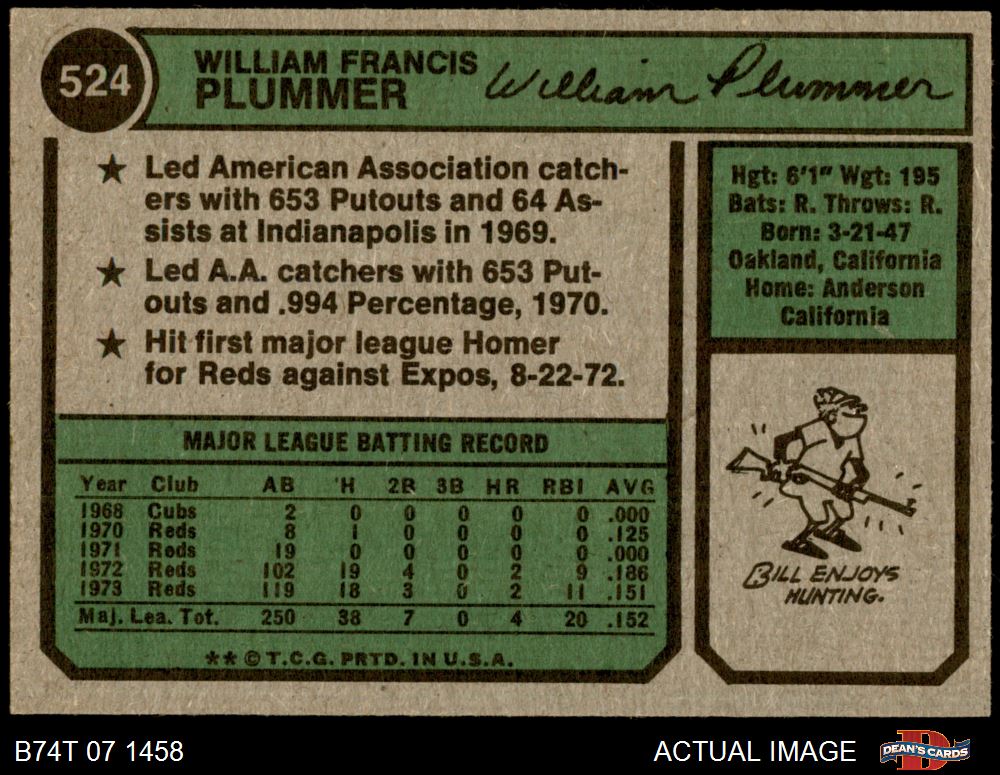 524
WILLIAM FRANCIS
PLUMMER
William Plummer
★ Led American Association catch-
ers with 653 Putouts and 64 As-
sists at Indianapolis in 1969.
★ Led A.A. catchers with 653 Put-
outs and .994 Percentage, 1970.
★ Hit first major league Homer
for Reds against Expos, 8-22-72.
MAJOR LEAGUE BATTING RECORD
Year Club AB H 2B 3B HR RBI AVG
1968 Cubs 2 0 0 0 0 0 .000
1970 Reds 8 1 0 0 0 0 .125
1971 Reds 19 0 0 0 0 0 .000
1972 Reds 102 19 4 0 2 9 .186
1973 Reds 119 18 3 0 2 11 .151
Maj. Lea. Tot. 250 38 7 0 4 20 .152
** © T.C.G. PRTD. IN U.S.A.
Hgt: 6'1" Wgt: 195
Bats: R. Throws: R.
Born: 3-21-47
Oakland, California
Home: Anderson
California
BILL ENJOYS
HUNTING.
B74T 07 1458
ACTUAL IMAGE
DEAN'S CARDS